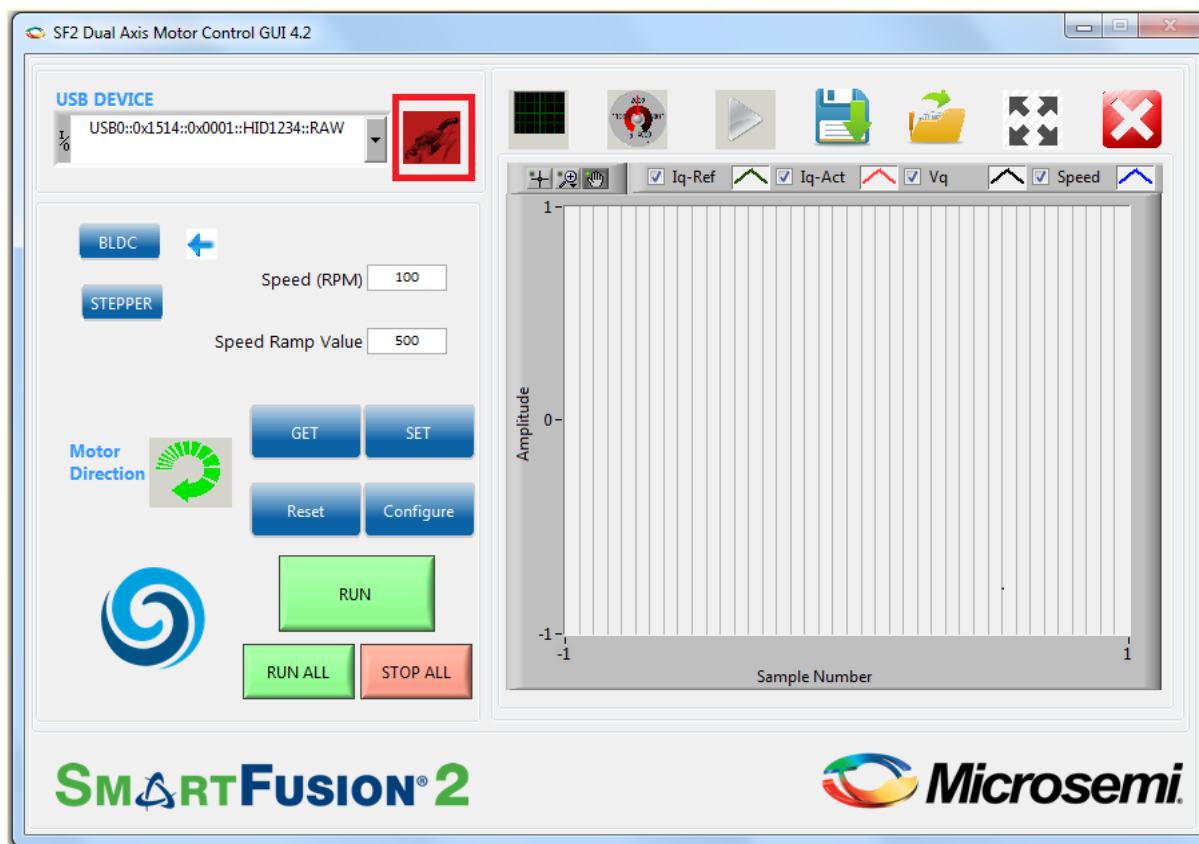 SF2 Dual Axis Motor Control GUI 4.2
USB DEVICE
I/O
USB0::0x1514::0x0001::HID1234::RAW
BLDC
Speed (RPM) 100
STEPPER
Speed Ramp Value 500
Motor
Direction
GET
SET
Reset
Configure
RUN
RUN ALL
STOP ALL
Iq-Ref
Iq-Act
Vq
Speed
1
0
-1
Amplitude
-1
1
Sample Number
SMARTFUSION®2
Microsemi.